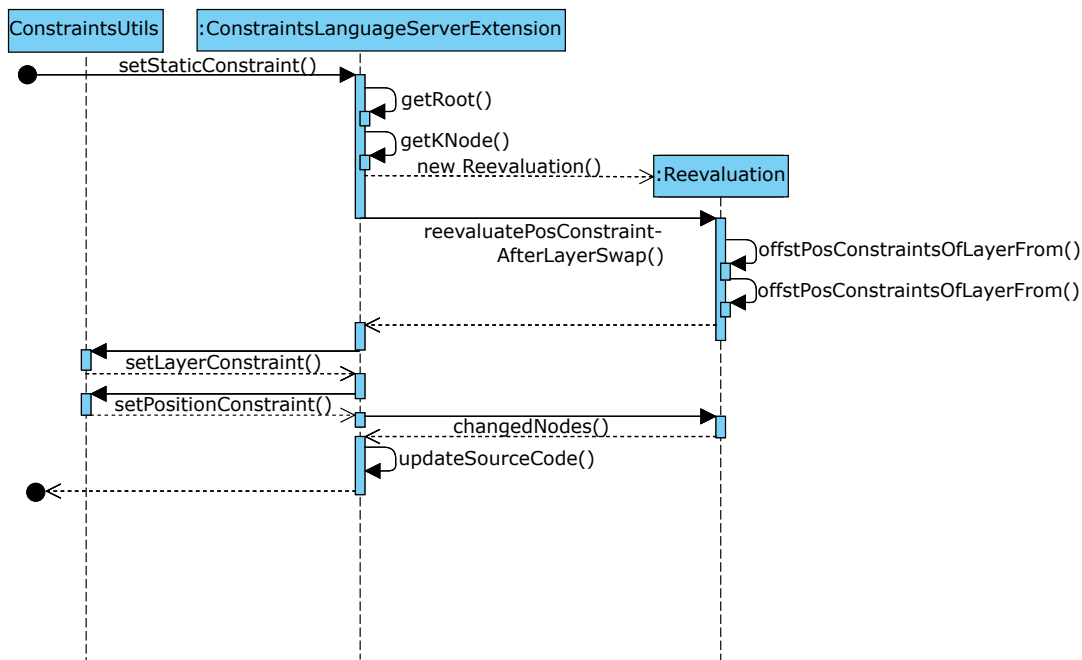 ConstraintsUtils
:ConstraintsLanguageServerExtension
setStaticConstraint()
getRoot()
getKNode()
new Reevaluation()
:Reevaluation
reevaluatePosConstraint-
AfterLayerSwap()
offstPosConstraintsOfLayerFrom()
offstPosConstraintsOfLayerFrom()
setLayerConstraint()
setPositionConstraint()
changedNodes()
updateSourceCode()